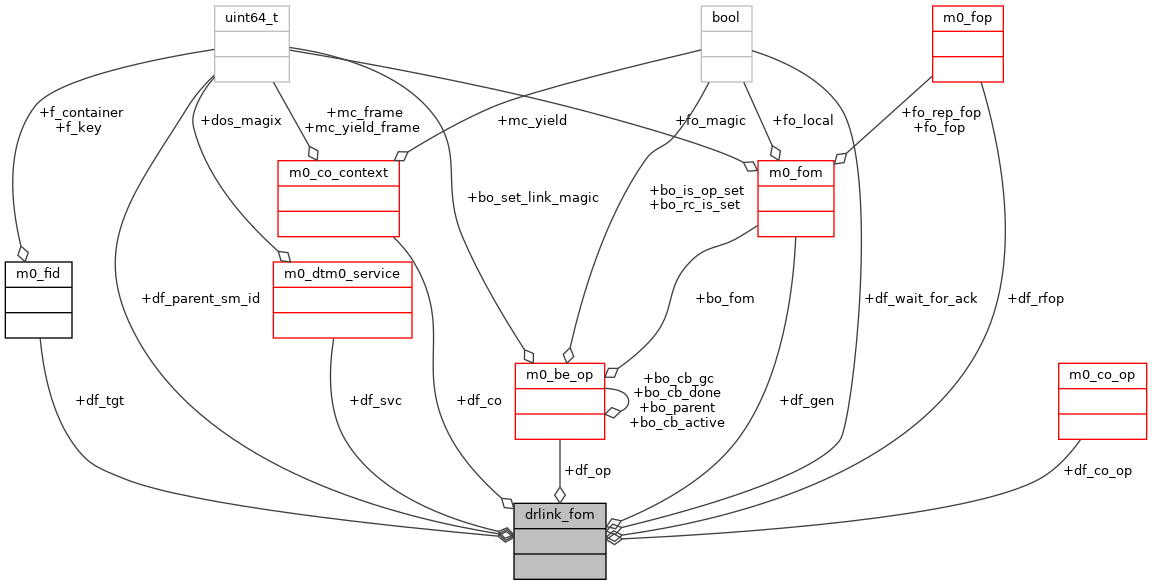 uint64_t
bool
m0_fop
+f_container
+f_key
+dos_magix
+mc_frame
+mc_yield_frame
+mc_yield
+fo_magic
+fo_local
+fo_rep_fop
+fo_fop
m0_co_context
m0_fom
+bo_set_link_magic
+bo_is_op_set
+bo_rc_is_set
m0_fid
m0_dtm0_service
+df_parent_sm_id
+bo_fom
+df_wait_for_ack
+df_rfop
m0_be_op
m0_co_op
+bo_cb_gc
+bo_cb_done
+bo_parent
+bo_cb_active
+df_tgt
+df_svc
+df_co
+df_gen
+df_op
+df_co_op
drlink_fom